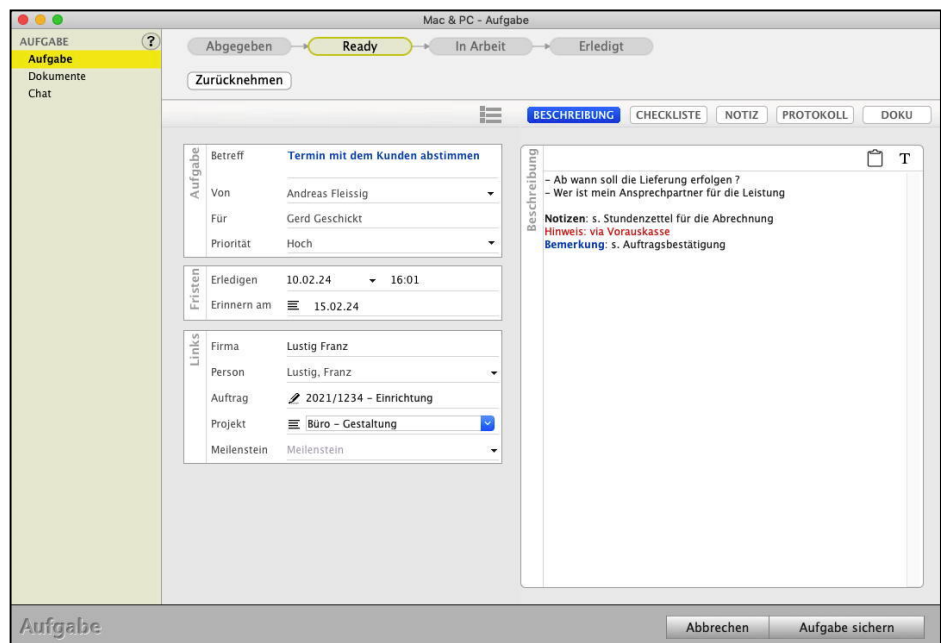 Mac & PC - Aufgabe
AUFGABE ?
Aufgabe
Dokumente
Chat
Abgegeben Ready In Arbeit Erledigt
Zurücknehmen
BESCHREIBUNG CHECKLISTE NOTIZ PROTOKOLL DOKU
Aufgabe
Betreff Termin mit dem Kunden abstimmen
Von Andreas Fleissig
Für Gerd Geschickt
Priorität Hoch
Fristen
Erledigen 10.02.24 16:01
Erinnern am 15.02.24
Links
Firma Lustig Franz
Person Lustig, Franz
Auftrag 2021/1234 – Einrichtung
Projekt Büro – Gestaltung
Meilenstein Meilenstein
Beschreibung
T
– Ab wann soll die Lieferung erfolgen ?
– Wer ist mein Ansprechpartner für die Leistung
Notizen: s. Stundenzettel für die Abrechnung
Hinweis: via Vorauskasse
Bemerkung: s. Auftragsbestätigung
Aufgabe
Abbrechen Aufgabe sichern